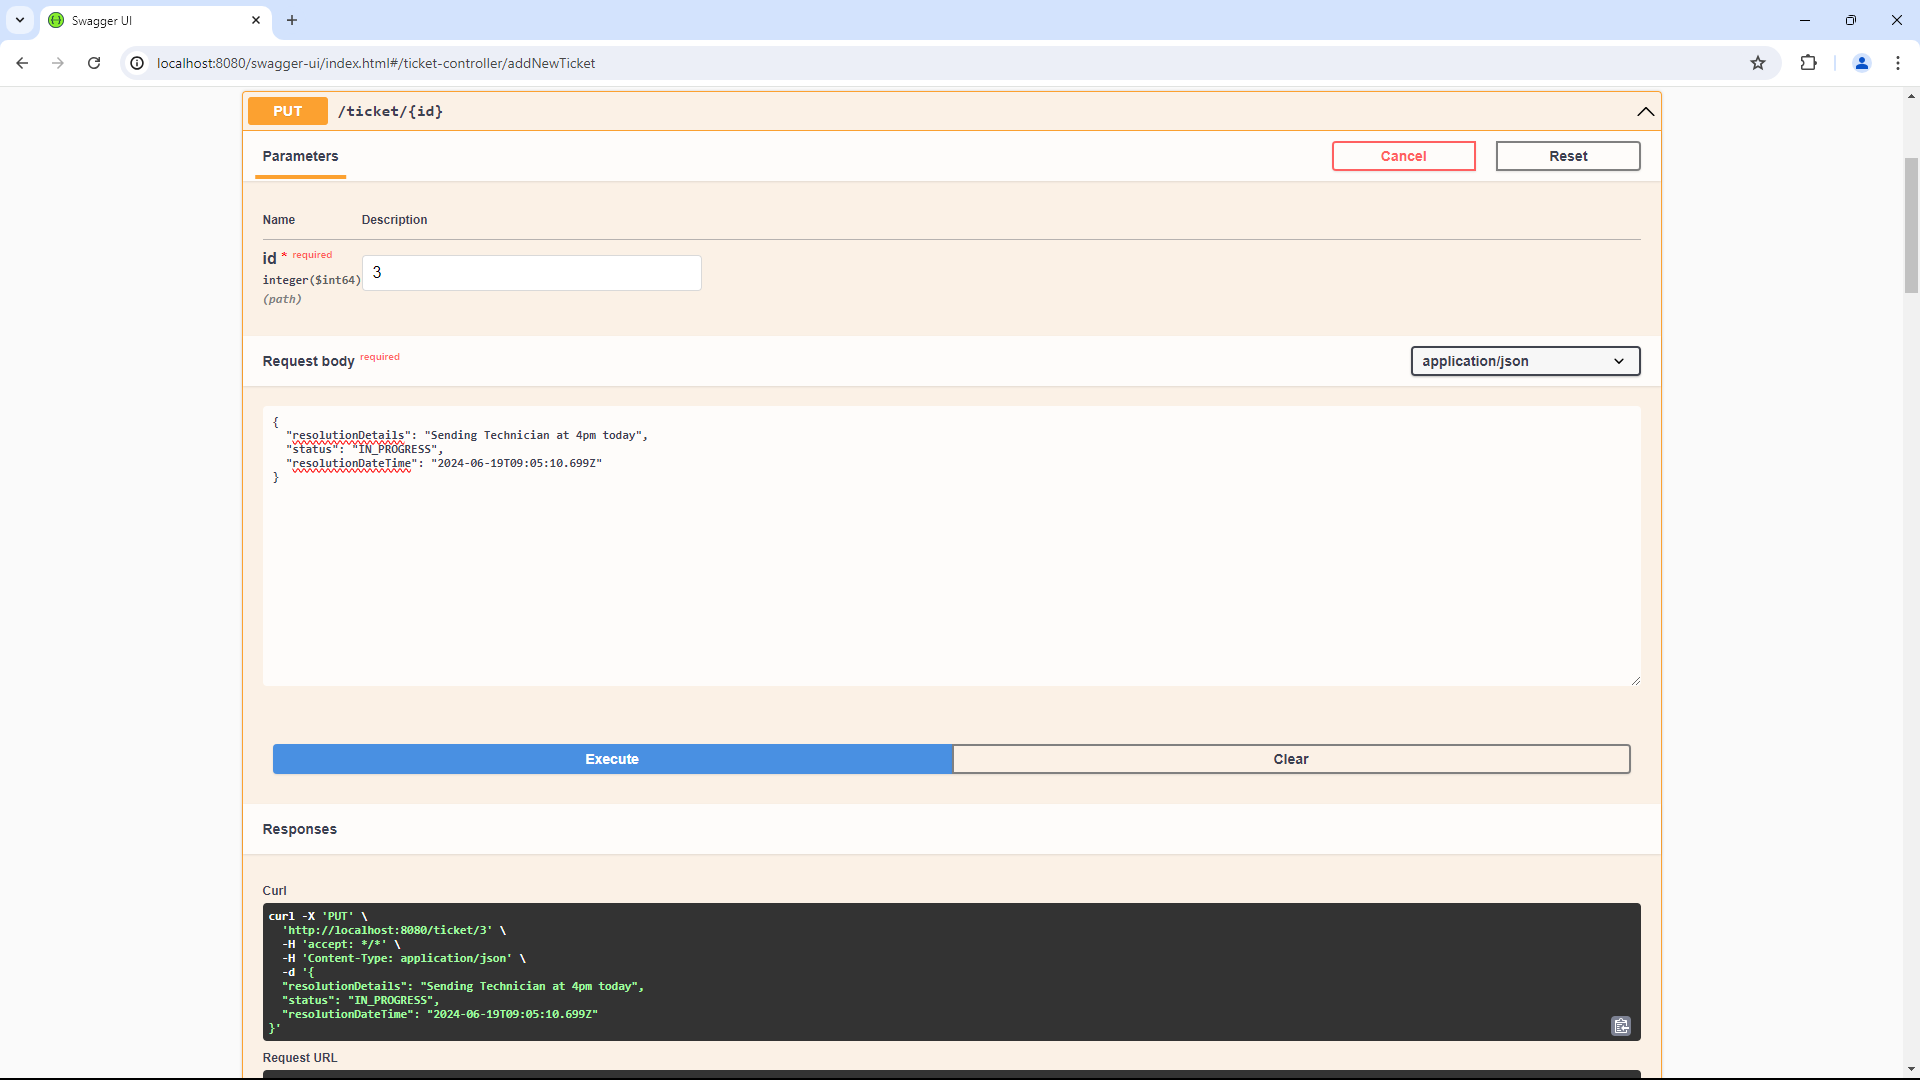 Swagger UI
localhost:8080/swagger-ui/index.html#/ticket-controller/addNewTicket
PUT /ticket/{id}
Parameters
Cancel
Reset
Name Description
id * required
integer($int64)
(path)
3
Request body required
application/json
{
  "resolutionDetails": "Sending Technician at 4pm today",
  "status": "IN_PROGRESS",
  "resolutionDateTime": "2024-06-19T09:05:10.699Z"
}
Execute
Clear
Responses
Curl
curl -X 'PUT' \
  'http://localhost:8080/ticket/3' \
  -H 'accept: */*' \
  -H 'Content-Type: application/json' \
  -d '{
  "resolutionDetails": "Sending Technician at 4pm today",
  "status": "IN_PROGRESS",
  "resolutionDateTime": "2024-06-19T09:05:10.699Z"
}'
Request URL